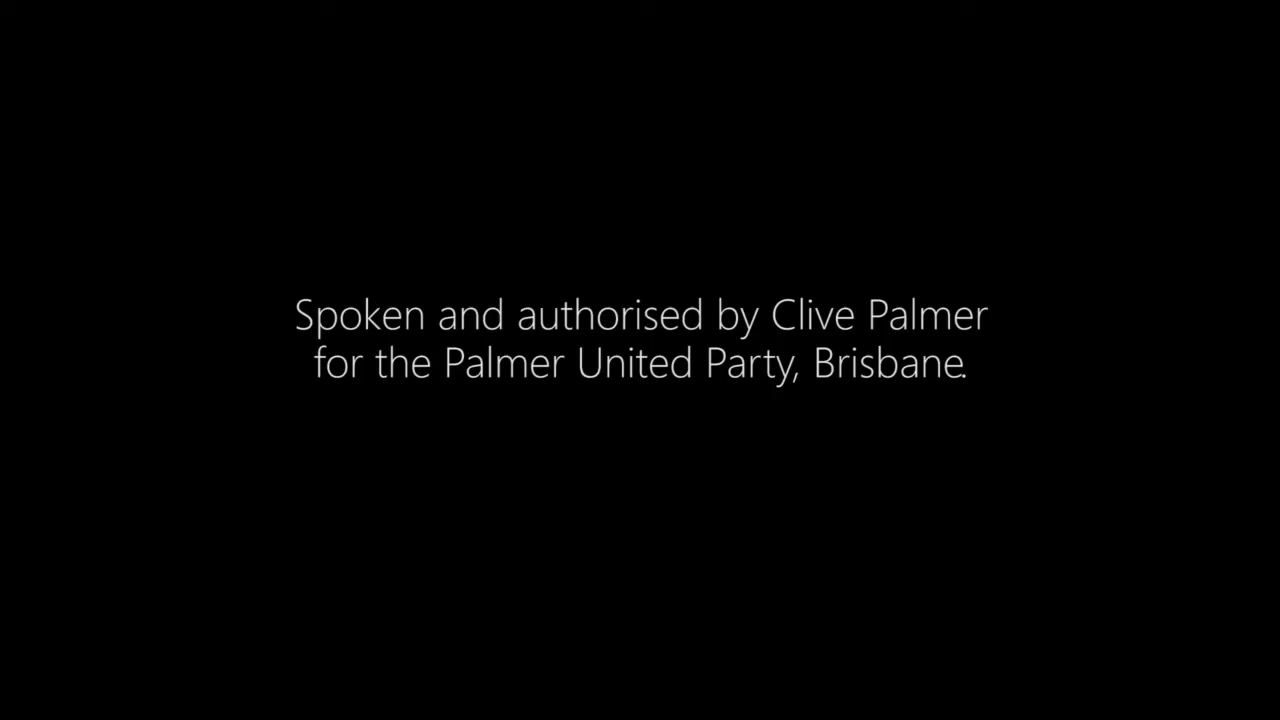 Spoken and authorised by Clive Palmer
for the Palmer United Party, Brisbane.